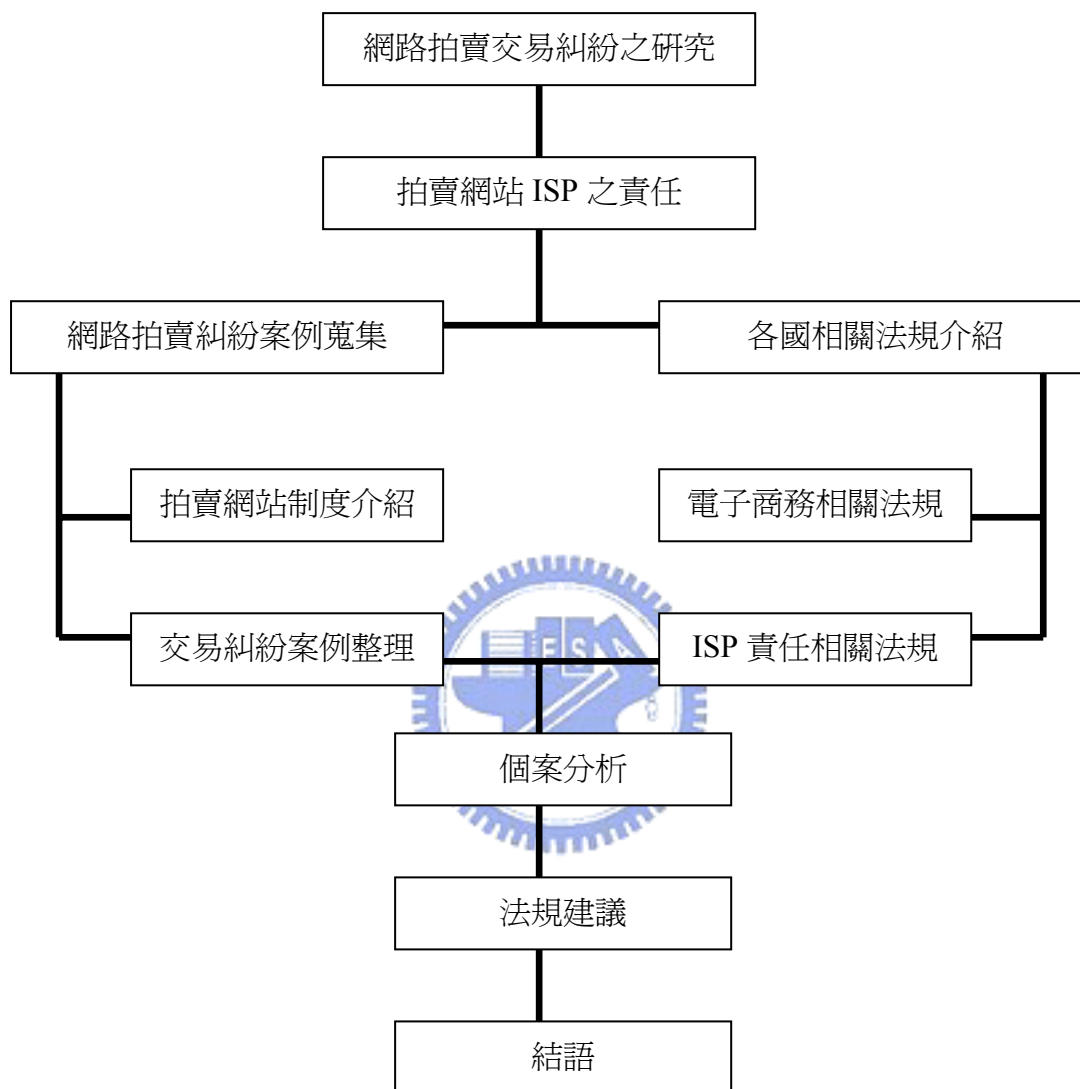 網路拍賣交易糾紛之研究
拍賣網站 ISP 之責任
網路拍賣糾紛案例蒐集
各國相關法規介紹
拍賣網站制度介紹
電子商務相關法規
交易糾紛案例整理
ISP 責任相關法規
個案分析
法規建議
結語